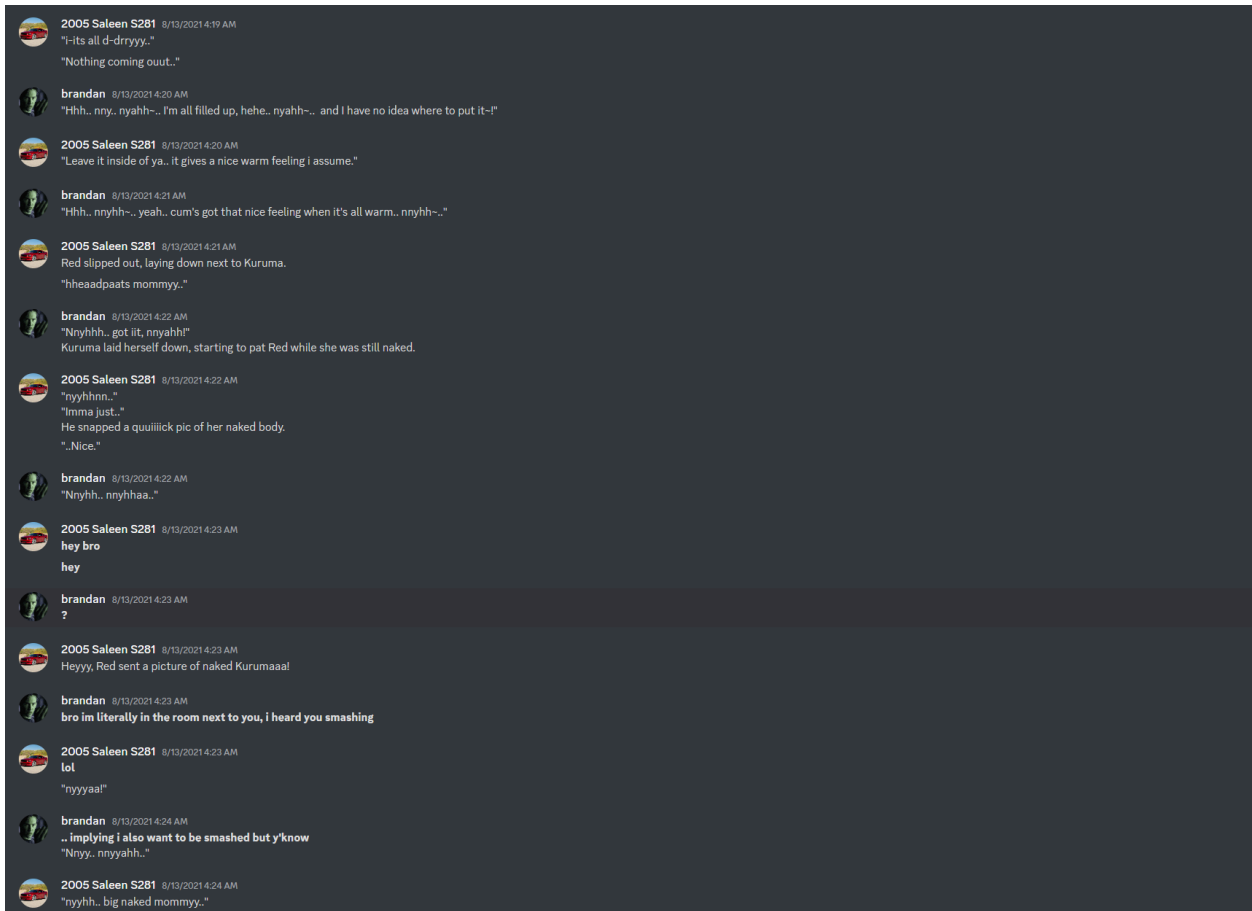 2005 Saleen S281 8/13/2021 4:19 AM
"i-its all d-drryyy.."
"Nothing coming ouut.."
brandan 8/13/2021 4:20 AM
"Hhh.. nny.. nyahh~.. I'm all filled up, hehe.. nyahh~..  and I have no idea where to put it~!"
2005 Saleen S281 8/13/2021 4:20 AM
"Leave it inside of ya.. it gives a nice warm feeling i assume."
brandan 8/13/2021 4:21 AM
"Hhh.. nnyhh~.. yeah.. cum's got that nice feeling when it's all warm.. nnyhh~.."
2005 Saleen S281 8/13/2021 4:21 AM
Red slipped out, laying down next to Kuruma.
"hheaadpaats mommyy.."
brandan 8/13/2021 4:22 AM
"Nnyhhh.. got iit, nnyahh!"
Kuruma laid herself down, starting to pat Red while she was still naked.
2005 Saleen S281 8/13/2021 4:22 AM
"nyyhhnn.."
"Imma just.."
He snapped a quuiiiick pic of her naked body.
"..Nice."
brandan 8/13/2021 4:22 AM
"Nnyhh.. nnyhhaa.."
2005 Saleen S281 8/13/2021 4:23 AM
hey bro
hey
brandan 8/13/2021 4:23 AM
?
2005 Saleen S281 8/13/2021 4:23 AM
Heyyy, Red sent a picture of naked Kurumaaa!
brandan 8/13/2021 4:23 AM
bro im literally in the room next to you, i heard you smashing
2005 Saleen S281 8/13/2021 4:23 AM
lol
"nyyyaa!"
brandan 8/13/2021 4:24 AM
.. implying i also want to be smashed but y'know
"Nnyy.. nnyyahh.."
2005 Saleen S281 8/13/2021 4:24 AM
"nyyhh.. big naked mommyy.."